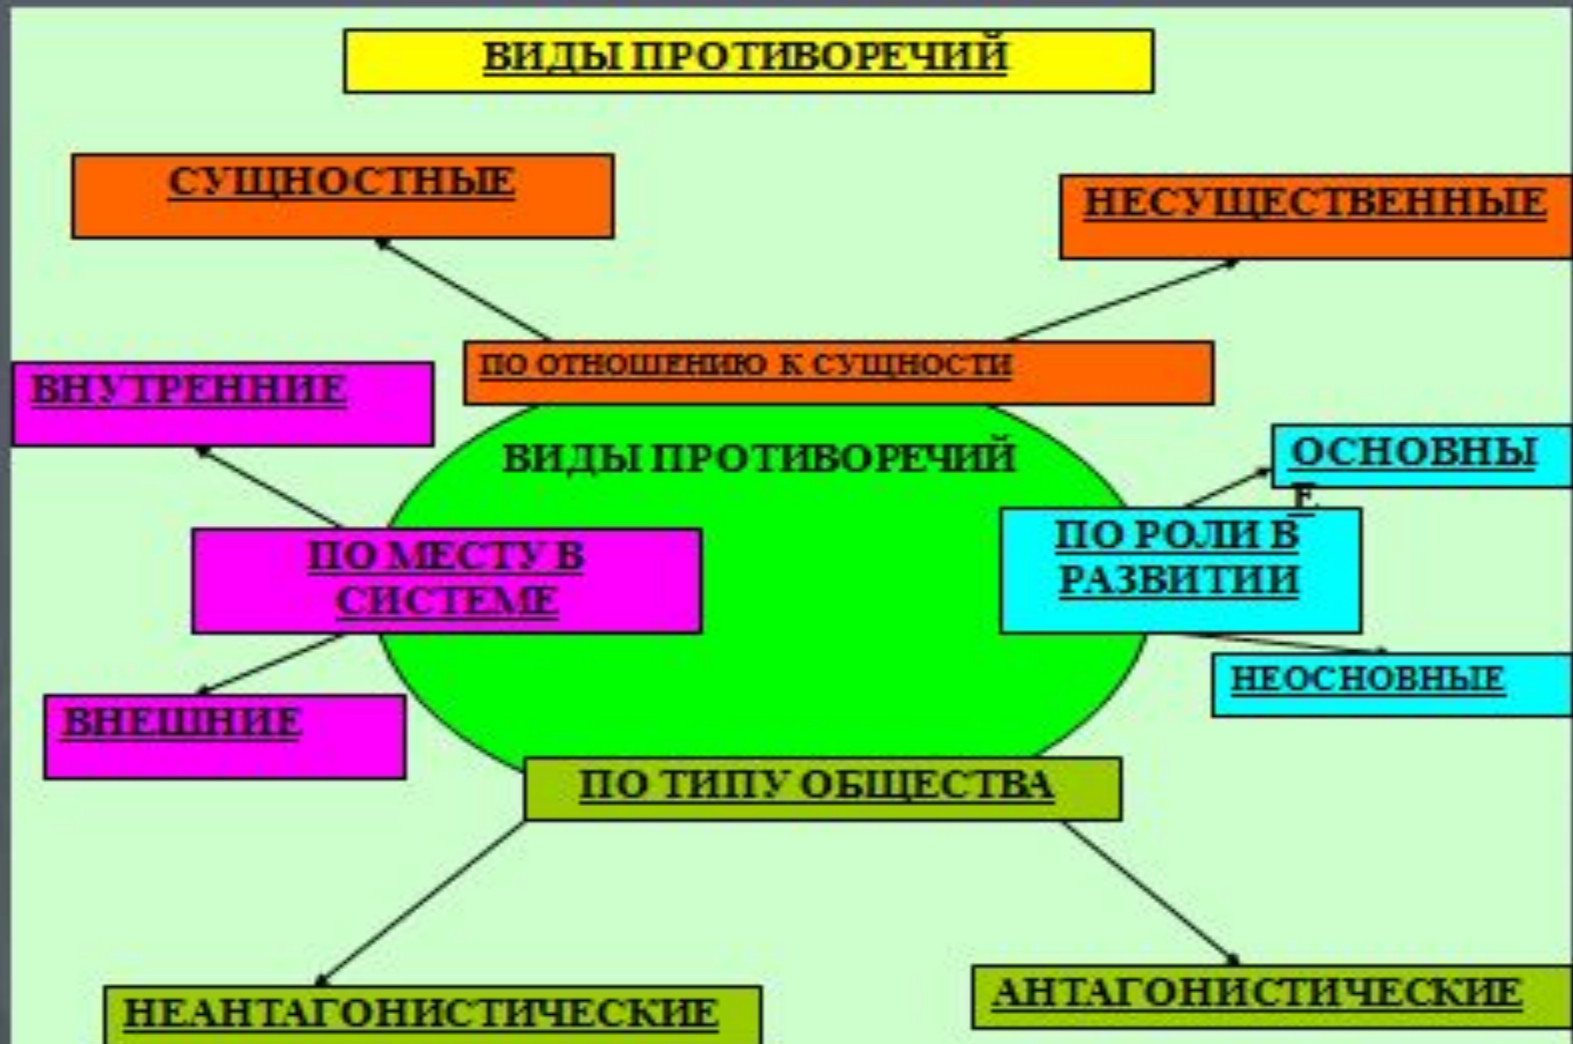 ВИДЫ ПРОТИВОРЕЧИЙ
СУЩНОСТНЫЕ
НЕСУЩЕСТВЕННЫЕ
ПО ОТНОШЕНИЮ К СУЩНОСТИ
ВНУТРЕННИЕ
ВИДЫ ПРОТИВОРЕЧИЙ
ОСНОВНЫ
Е
ПО МЕСТУ В
СИСТЕМЕ
ПО РОЛИ В
РАЗВИТИИ
НЕОСНОВНЫЕ
ВНЕШНИЕ
ПО ТИПУ ОБЩЕСТВА
НЕАНТАГОНИСТИЧЕСКИЕ
АНТАГОНИСТИЧЕСКИЕ